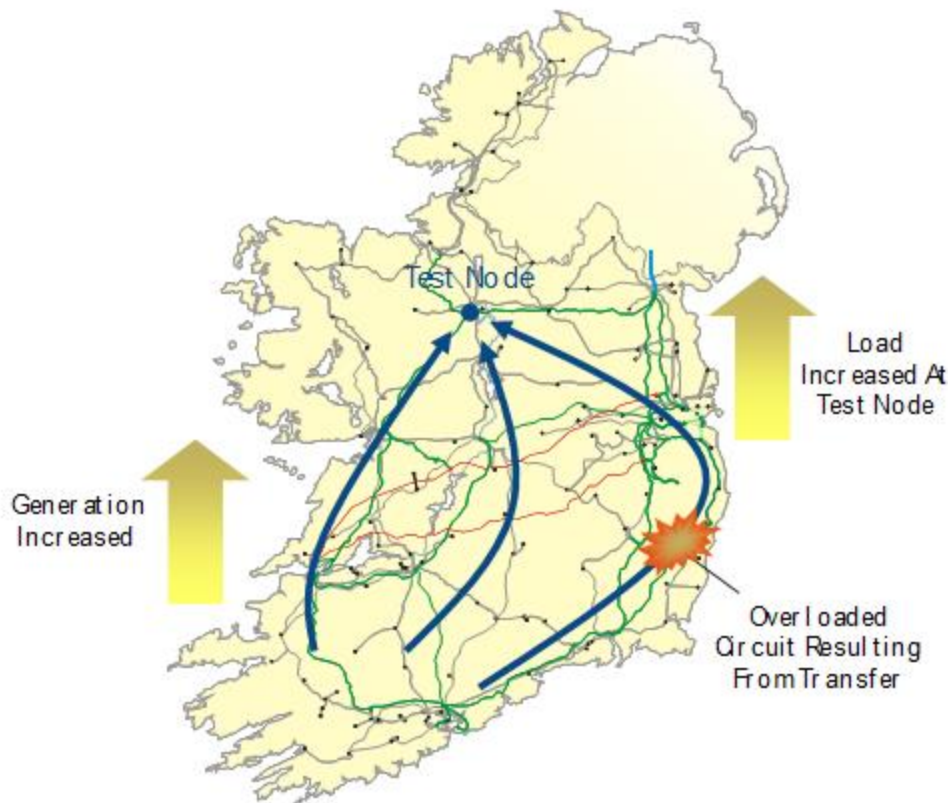 Test Node
Load
Increased At
Test Node
Generation
Increased
Overloaded
Circuit Resulting
From Transfer